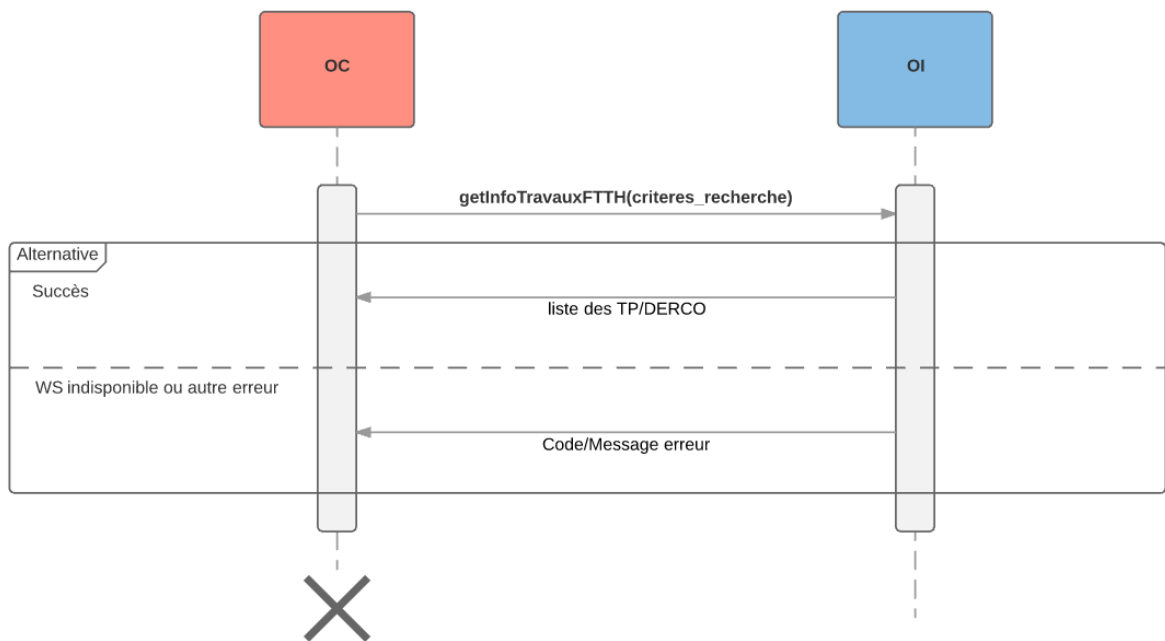 OC
OI
getInfoTravauxFTTH(criteres_recherche)
Alternative
Succès
liste des TP/DERCO
WS indisponible ou autre erreur
Code/Message erreur